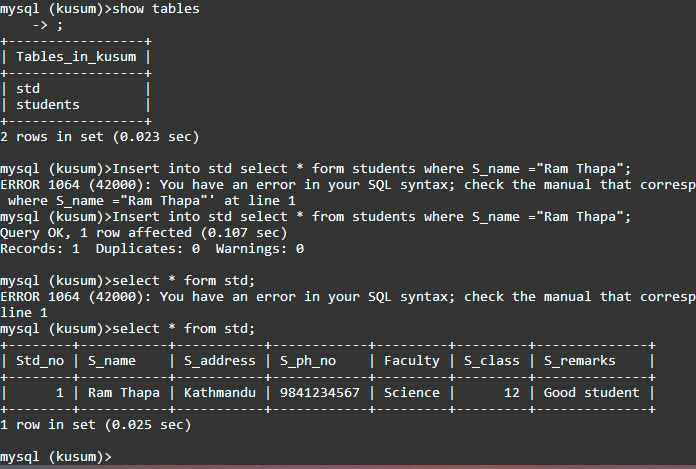 mysql (kusum)>show tables
    -> ;
+-----------------+
| Tables_in_kusum |
+-----------------+
| std             |
| students        |
+-----------------+
2 rows in set (0.023 sec)
mysql (kusum)>Insert into std select * form students where S_name ="Ram Thapa";
ERROR 1064 (42000): You have an error in your SQL syntax; check the manual that corresp
 where S_name ="Ram Thapa"' at line 1
mysql (kusum)>Insert into std select * from students where S_name ="Ram Thapa";
Query OK, 1 row affected (0.107 sec)
Records: 1  Duplicates: 0  Warnings: 0
mysql (kusum)>select * form std;
ERROR 1064 (42000): You have an error in your SQL syntax; check the manual that corresp
line 1
mysql (kusum)>select * from std;
+--------+-----------+-----------+------------+---------+---------+--------------+
| Std_no | S_name    | S_address | S_ph_no    | Faculty | S_class | S_remarks    |
+--------+-----------+-----------+------------+---------+---------+--------------+
|      1 | Ram Thapa | Kathmandu | 9841234567 | Science |      12 | Good student |
+--------+-----------+-----------+------------+---------+---------+--------------+
1 row in set (0.025 sec)
mysql (kusum)>